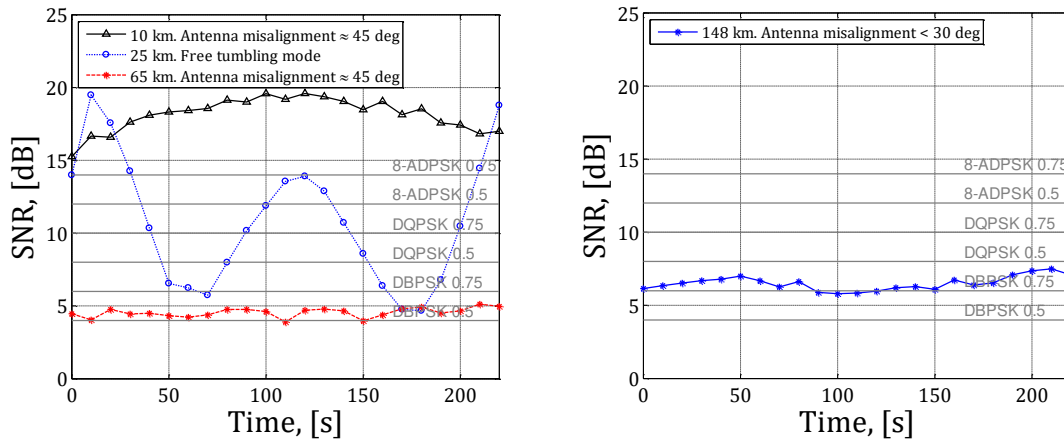 25
20
15
10
5
0
SNR, [dB]
10 km. Antenna misalignment ≈ 45 deg
25 km. Free tumbling mode
65 km. Antenna misalignment ≈ 45 deg
8-ADPSK 0.75
8-ADPSK 0.5
DQPSK 0.75
DQPSK 0.5
DBPSK 0.75
DBPSK 0.5
0 50 100 150 200
Time, [s]
25
20
15
10
5
0
SNR, [dB]
148 km. Antenna misalignment < 30 deg
8-ADPSK 0.75
8-ADPSK 0.5
DQPSK 0.75
DQPSK 0.5
DBPSK 0.75
DBPSK 0.5
0 50 100 150 200
Time, [s]